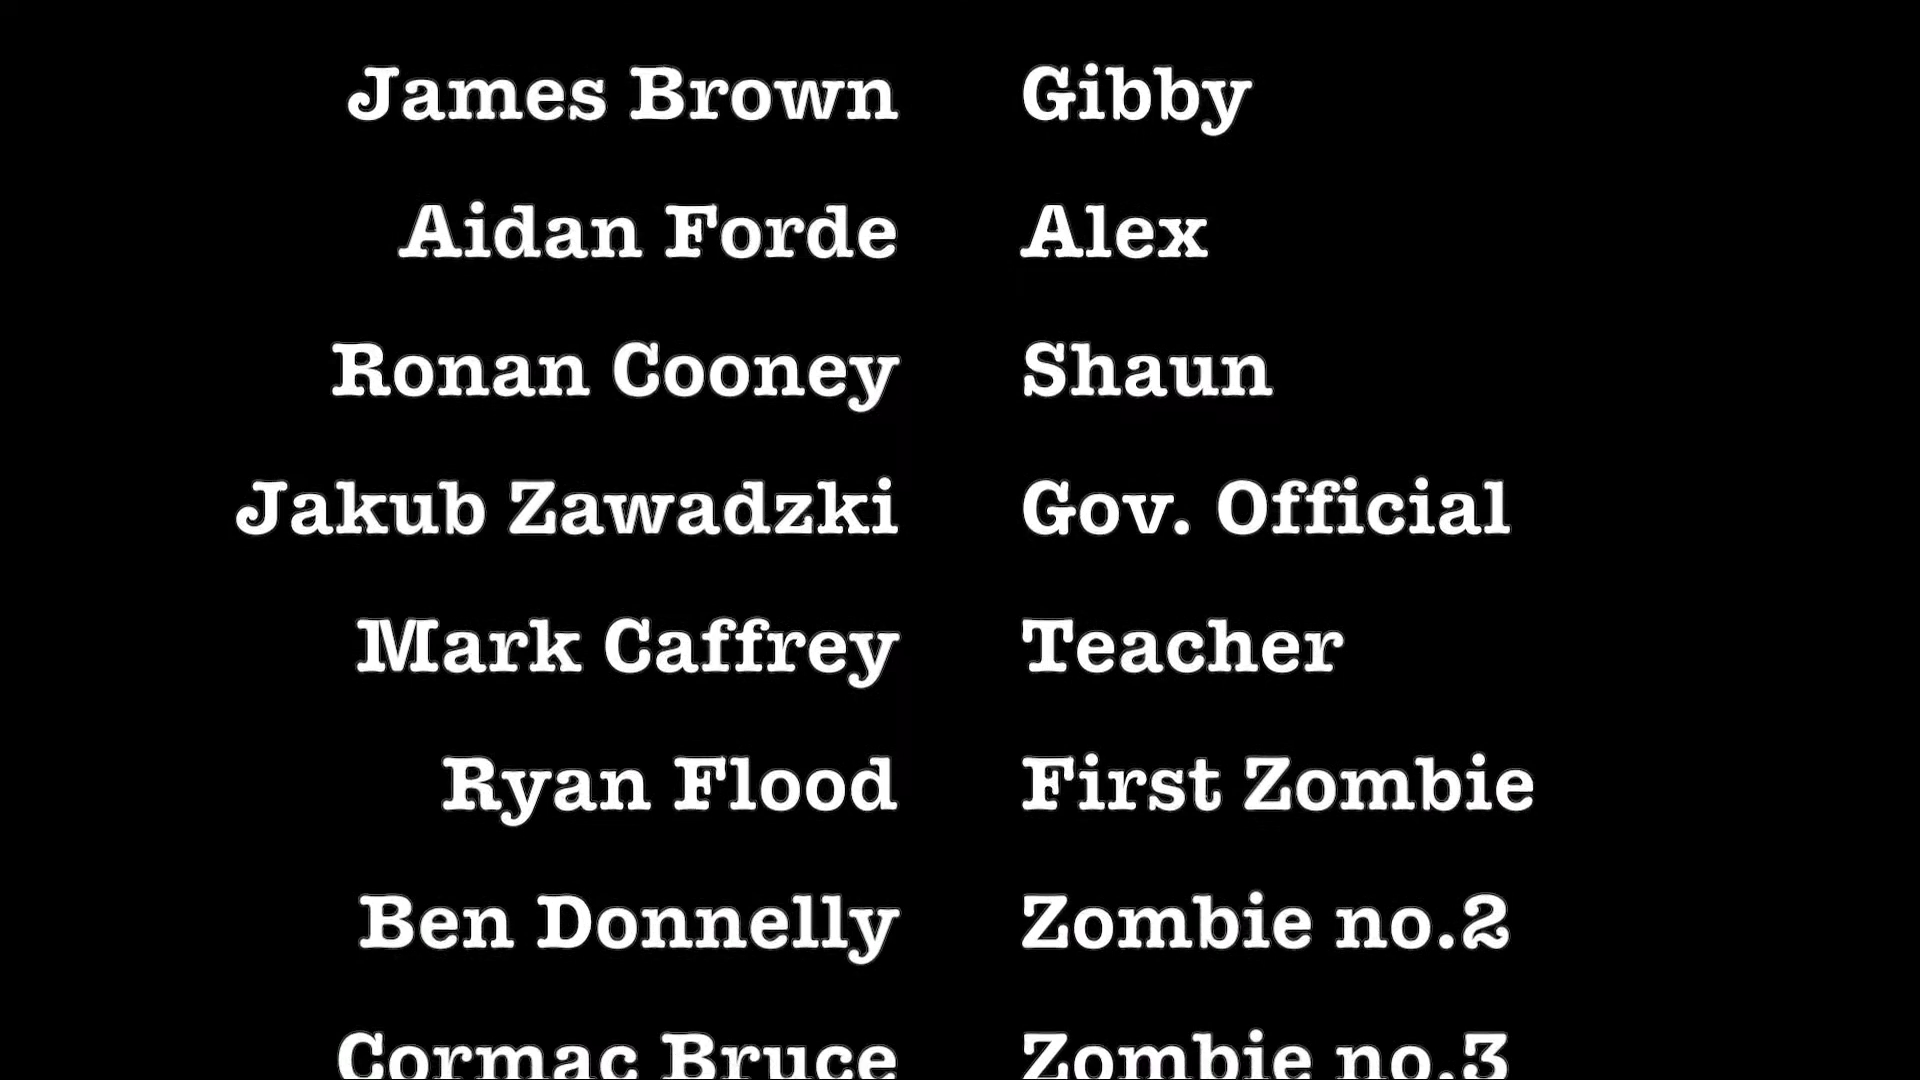 James Brown Gibby
Aidan Forde Alex
Ronan Cooney Shaun
Jakub Zawadzki Gov. Official
Mark Caffrey Teacher
Ryan Flood First Zombie
Ben Donnelly Zombie no.2
Cormac Bruce Zombie no.3